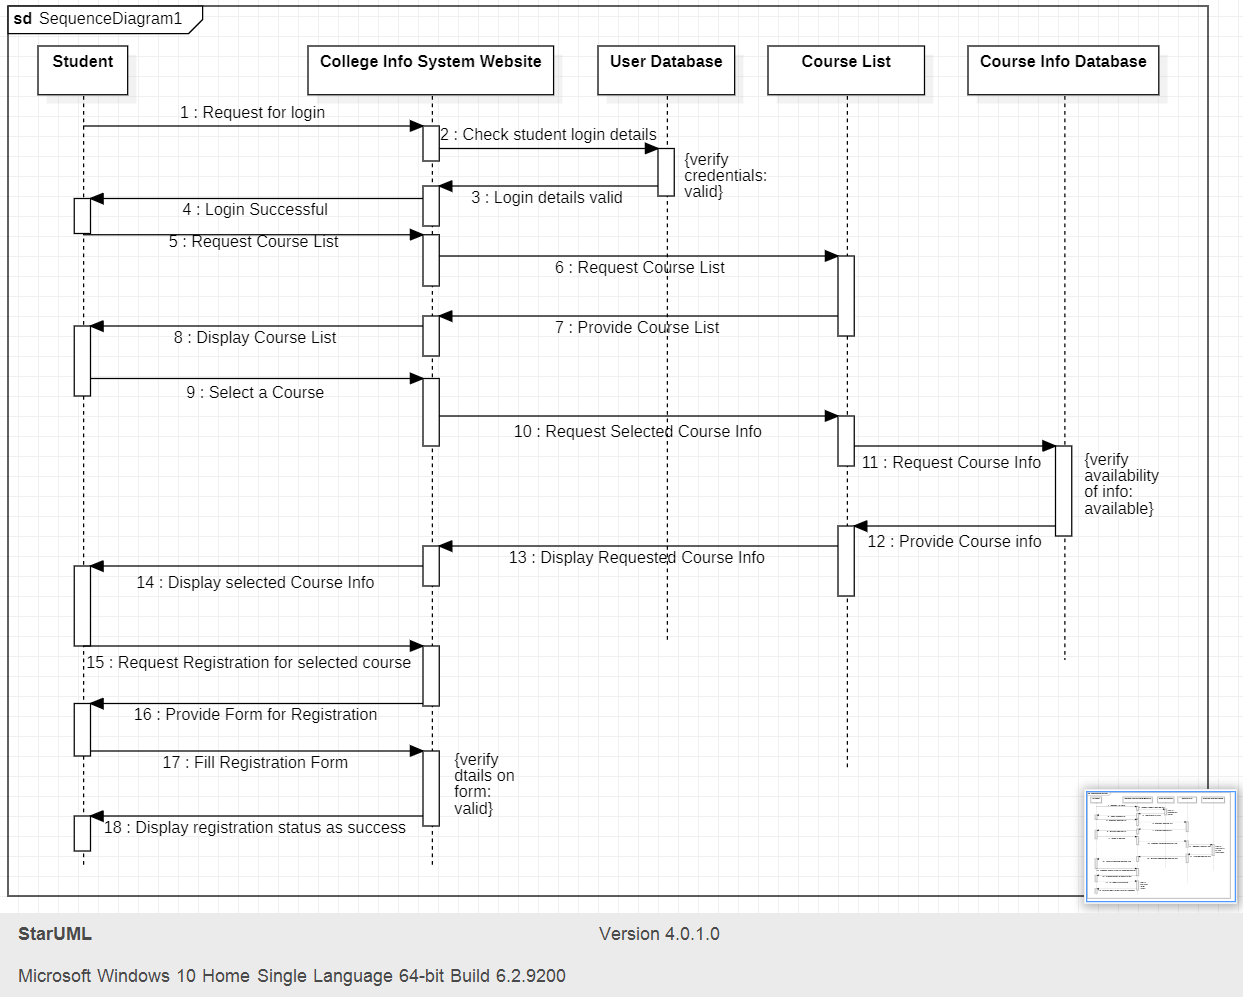 sd SequenceDiagram1
Student
College Info System Website
User Database
Course List
Course Info Database
1 : Request for login
2 : Check student login details
{verify
credentials:
valid}
3 : Login details valid
4 : Login Successful
5 : Request Course List
6 : Request Course List
7 : Provide Course List
8 : Display Course List
9 : Select a Course
10 : Request Selected Course Info
11 : Request Course Info
{verify
availability
of info:
available}
12 : Provide Course info
13 : Display Requested Course Info
14 : Display selected Course Info
15 : Request Registration for selected course
16 : Provide Form for Registration
17 : Fill Registration Form
{verify
dtails on
form:
valid}
18 : Display registration status as success
StarUML
Version 4.0.1.0
Microsoft Windows 10 Home Single Language 64-bit Build 6.2.9200